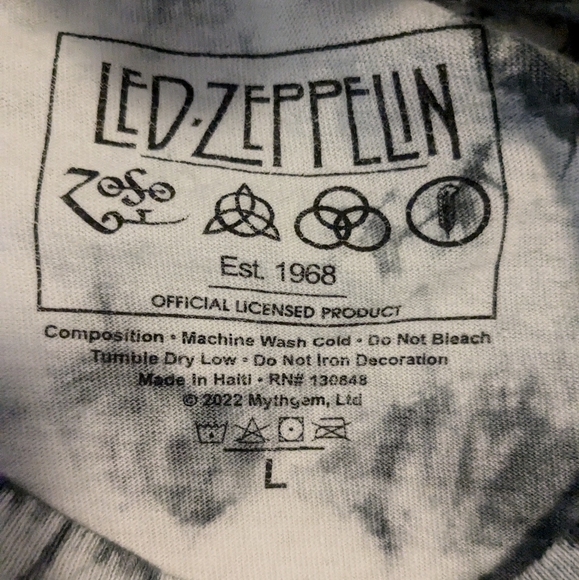 LED·ZEPPELIN
ZoSo
Est. 1968
OFFICIAL LICENSED PRODUCT
Composition • Machine Wash Cold • Do Not Bleach
Tumble Dry Low • Do Not Iron Decoration
Made in Haiti • RN# 130848
© 2022 Mythgem, Ltd
L